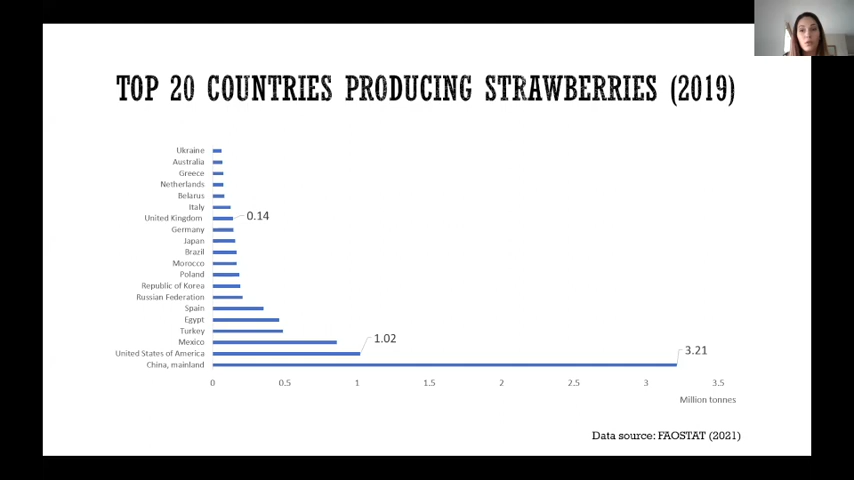 TOP 20 COUNTRIES PRODUCING STRAWBERRIES (2019)
Ukraine
Australia
Greece
Netherlands
Belarus
Italy
United Kingdom 0.14
Germany
Japan
Brazil
Morocco
Poland
Republic of Korea
Russian Federation
Spain
Egypt
Turkey
Mexico 1.02
United States of America
China, mainland 3.21
0 0.5 1 1.5 2 2.5 3 3.5
Million tonnes
Data source: FAOSTAT (2021)